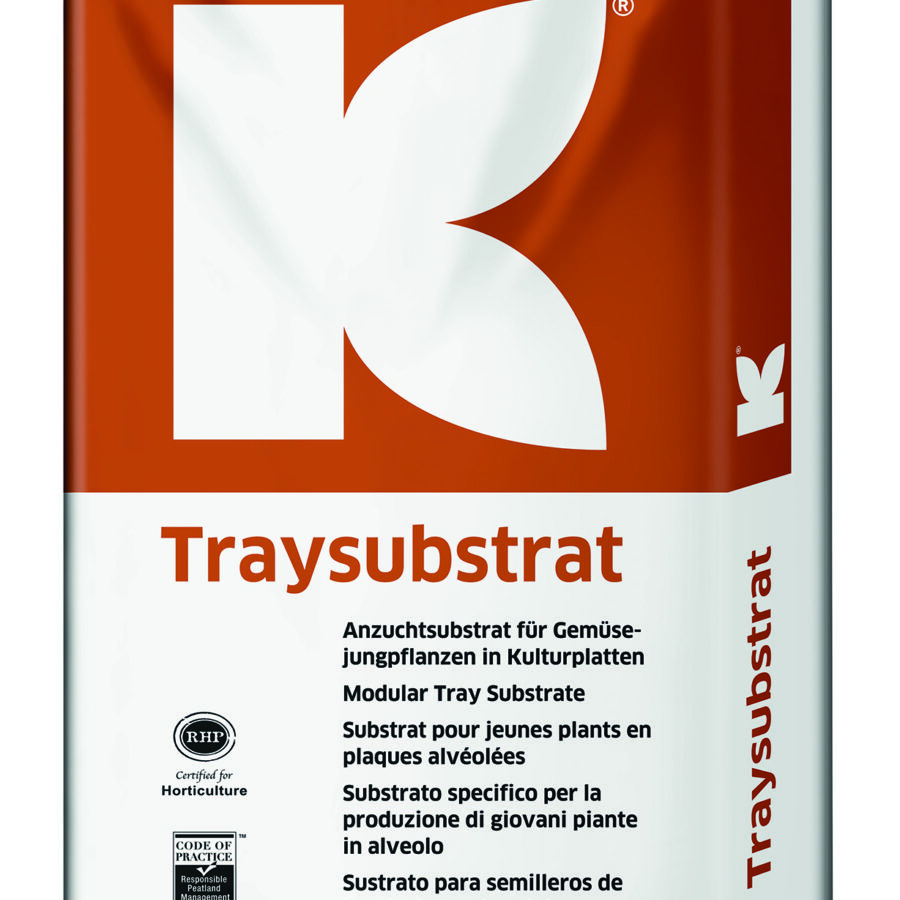 K®
Traysubstrat
Anzuchtsubstrat für Gemüse-
jungpflanzen in Kulturplatten
Modular Tray Substrate
Substrat pour jeunes plants en
plaques alvéolées
Substrato specifico per la
produzione di giovani piante
in alveolo
Sustrato para semilleros de
RHP
Certified for
Horticulture
CODE OF
PRACTICE
™
Responsible
Peatland
Management
®
K
Traysubstrat